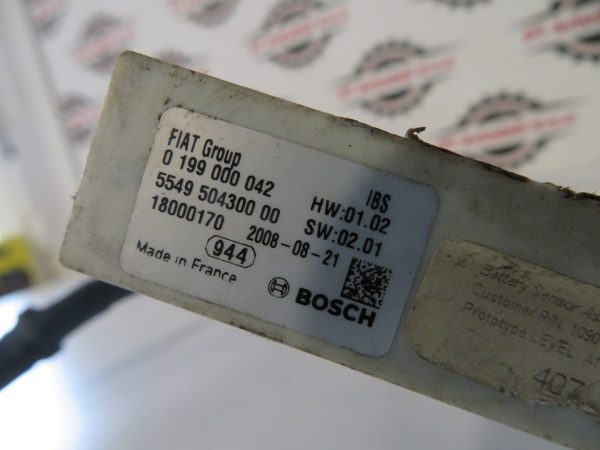 FIAT Group
0 199 000 042 IBS
5549 504300 00 HW:01.02
18000170 2008-08-21 SW:02.01
Made in France 944
BOSCH
Battery Sensor
Customer P/N. 1090
Prototype LEVEL
407